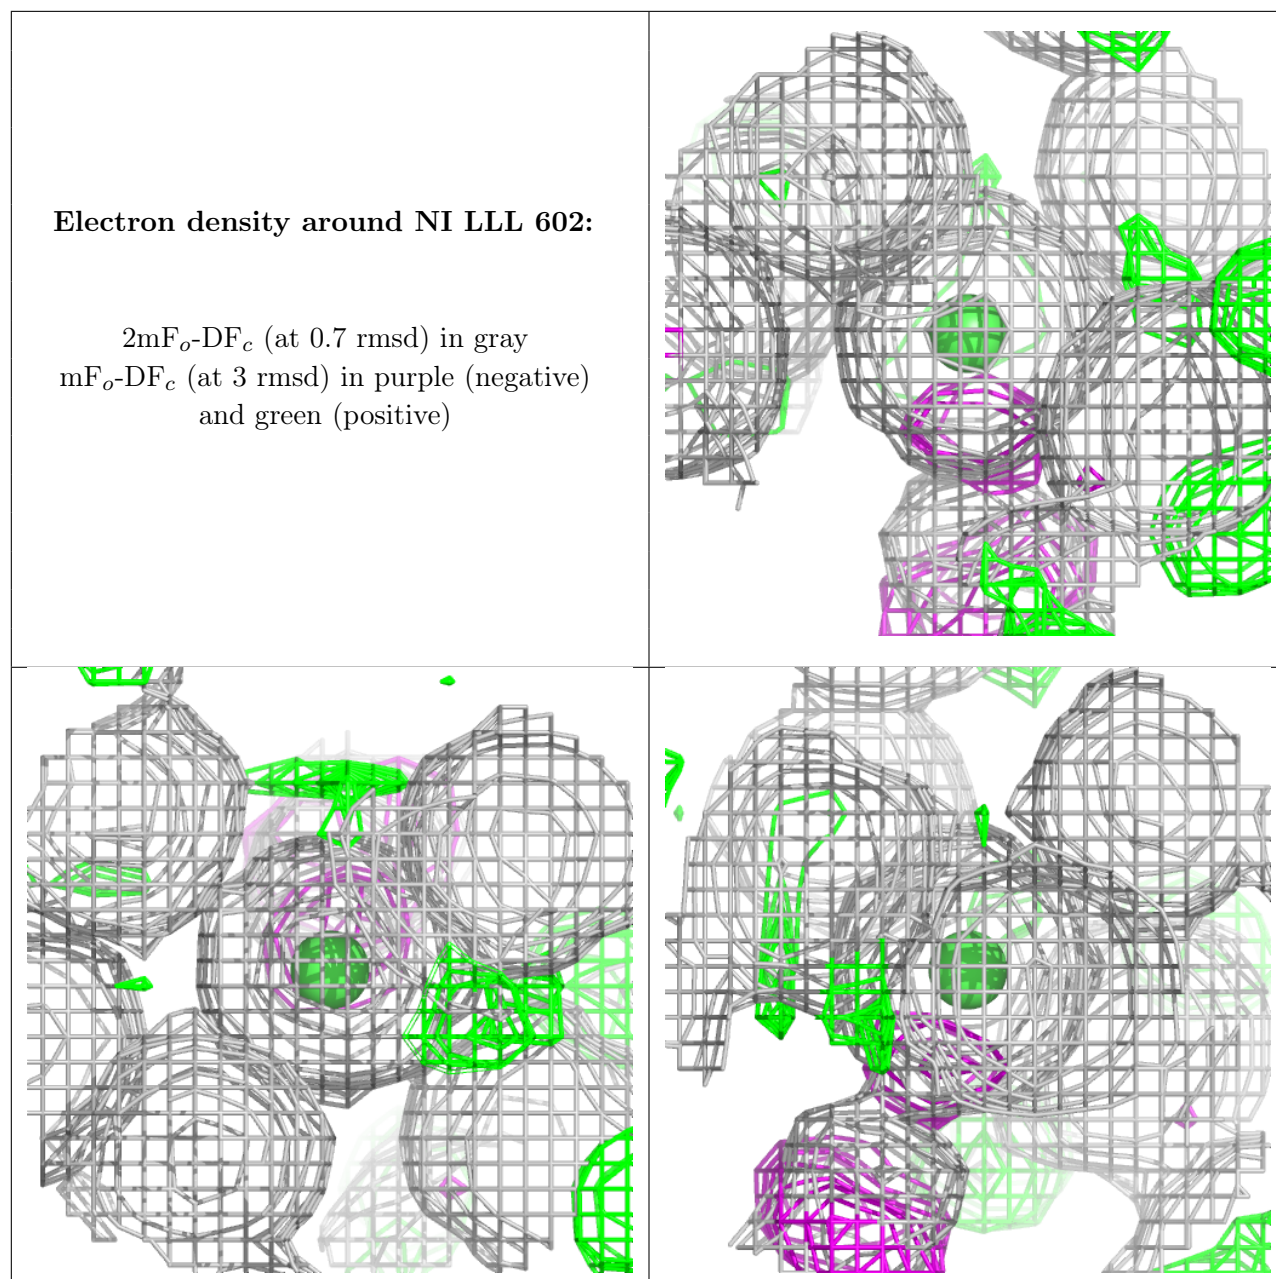 Electron density around NI LLL 602:
2mFo-DFc (at 0.7 rmsd) in gray
mFo-DFc (at 3 rmsd) in purple (negative)
and green (positive)